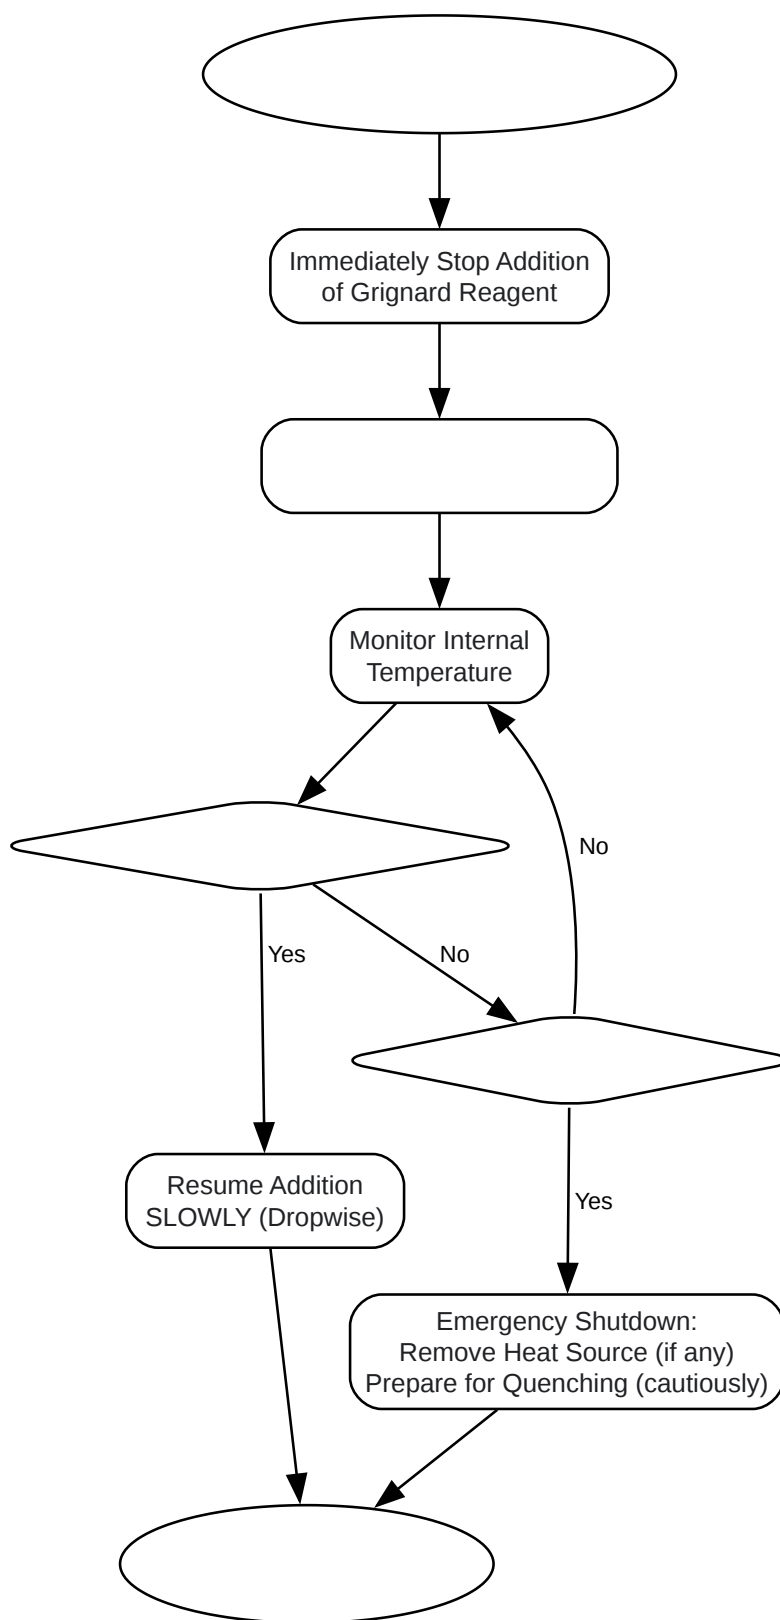 Immediately Stop Addition
of Grignard Reagent
Monitor Internal
Temperature
No
Yes
No
Resume Addition
SLOWLY (Dropwise)
Yes
Emergency Shutdown:
Remove Heat Source (if any)
Prepare for Quenching (cautiously)